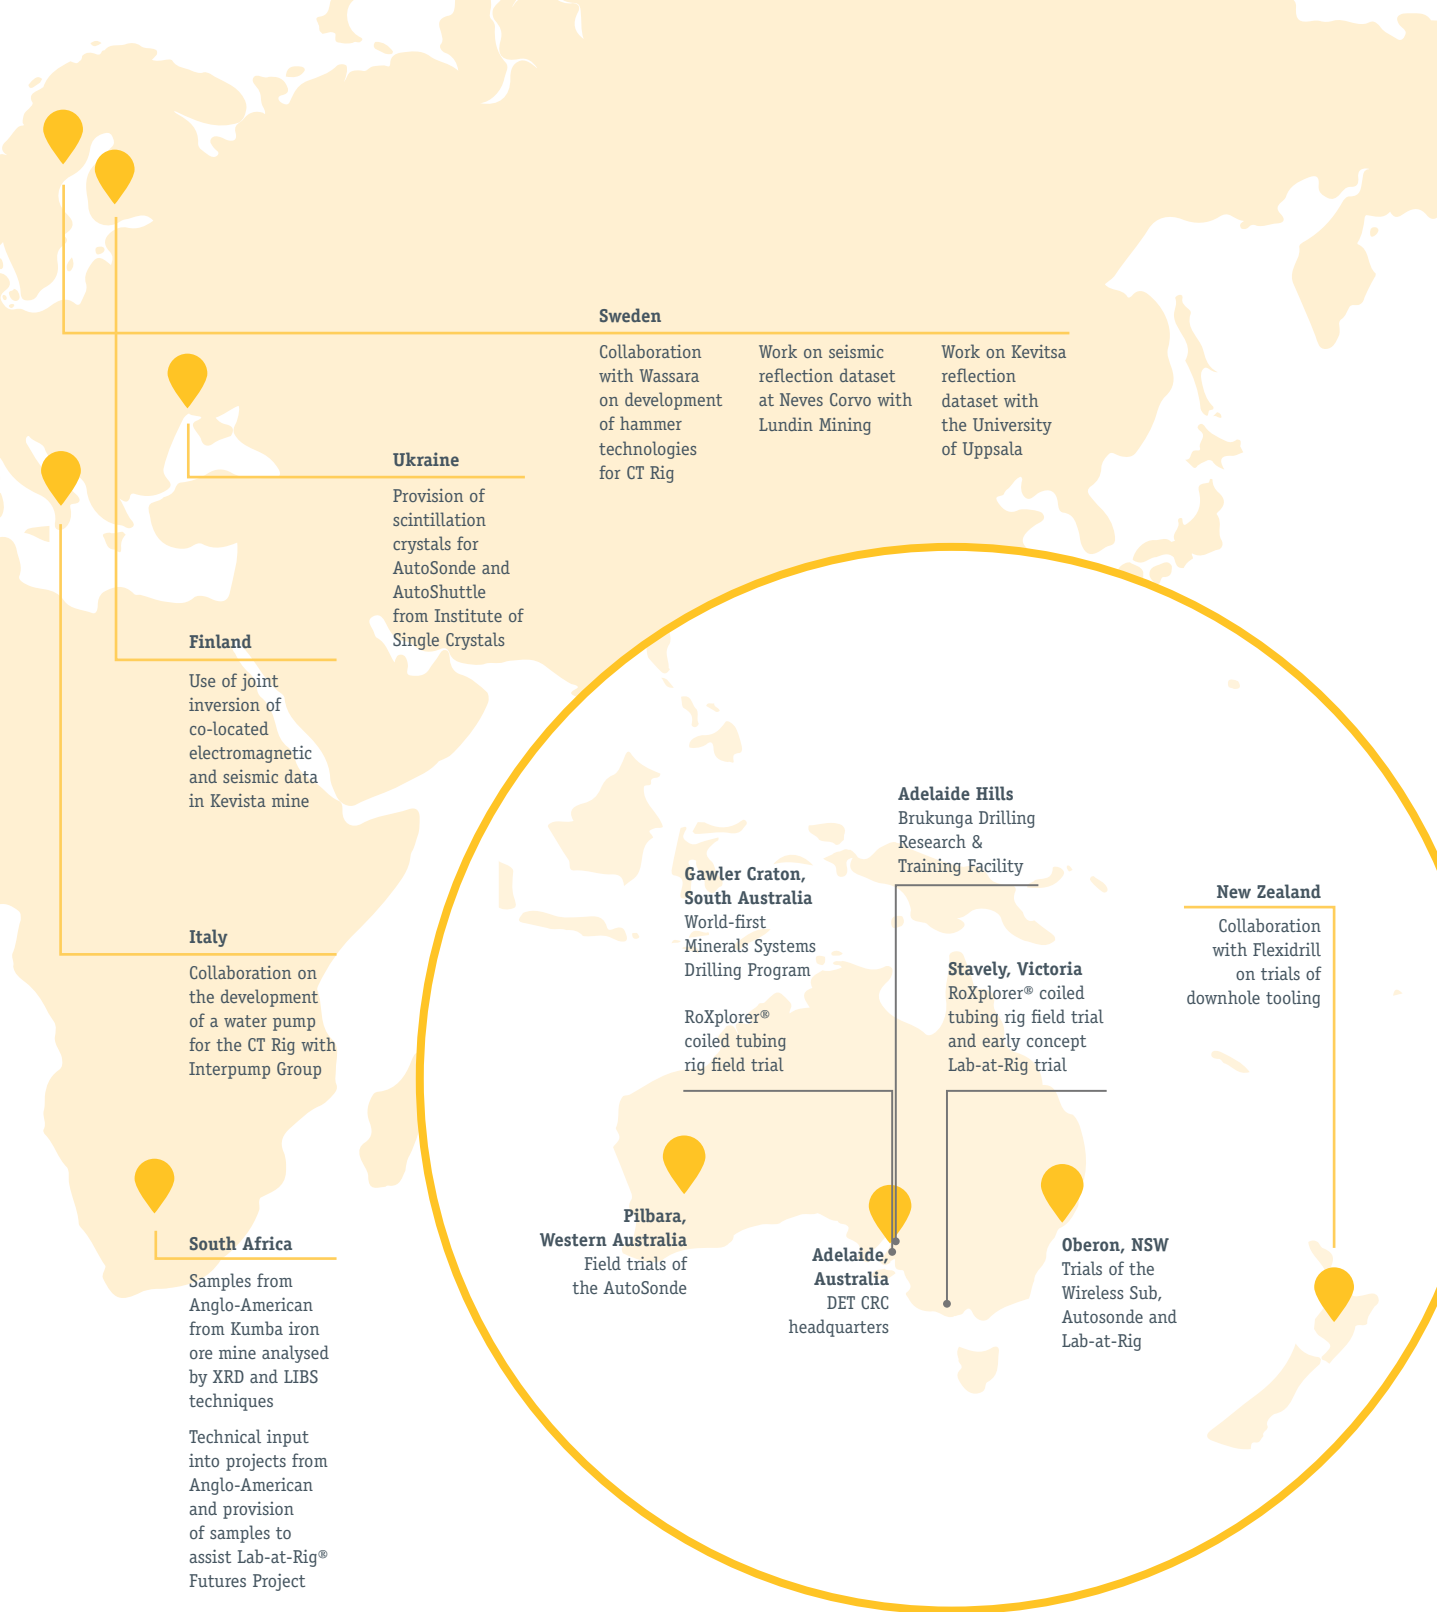 Sweden
Collaboration
with Wassara
on development
of hammer
technologies
for CT Rig
Work on seismic
reflection dataset
at Neves Corvo with
Lundin Mining
Work on Kevitsa
reflection
dataset with
the University
of Uppsala
Ukraine
Provision of
scintillation
crystals for
AutoSonde and
AutoShuttle
from Institute of
Single Crystals
Finland
Use of joint
inversion of
co-located
electromagnetic
and seismic data
in Kevista mine
Italy
Collaboration on
the development
of a water pump
for the CT Rig with
Interpump Group
South Africa
Samples from
Anglo-American
from Kumba iron
ore mine analysed
by XRD and LIBS
techniques
Technical input
into projects from
Anglo-American
and provision
of samples to
assist Lab-at-Rig®
Futures Project
Adelaide Hills
Brukunga Drilling
Research &
Training Facility
Gawler Craton,
South Australia
World-first
Minerals Systems
Drilling Program
RoXplorer®
coiled tubing
rig field trial
Stavely, Victoria
RoXplorer® coiled
tubing rig field trial
and early concept
Lab-at-Rig trial
New Zealand
Collaboration
with Flexidrill
on trials of
downhole tooling
Pilbara,
Western Australia
Field trials of
the AutoSonde
Adelaide,
Australia
DET CRC
headquarters
Oberon, NSW
Trials of the
Wireless Sub,
Autosonde and
Lab-at-Rig